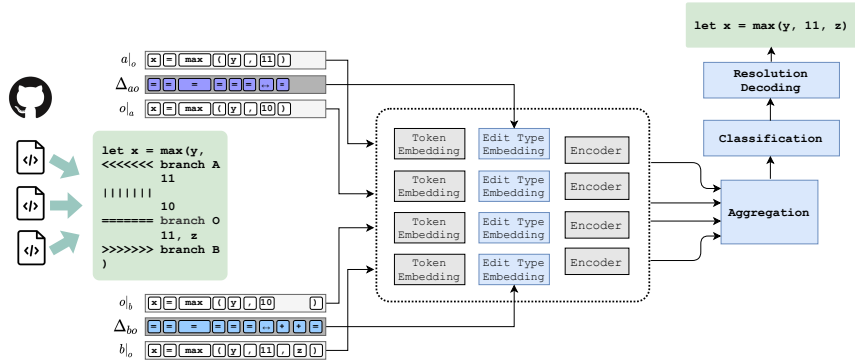 let x = max(y, 11, z)
a|ₒ x = max ( y , 11 )
Δₐₒ = = = = = = ↔ =
o|ₐ x = max ( y , 10 )
Resolution
Decoding
</>
</>
</>
let x = max(y,
<<<<<<< branch A
11
|||||||
10
======= branch O
11, z
>>>>>>> branch B
)
Token
Embedding
Edit Type
Embedding
Encoder
Token
Embedding
Edit Type
Embedding
Encoder
Token
Embedding
Edit Type
Embedding
Encoder
Token
Embedding
Edit Type
Embedding
Encoder
Classification
Aggregation
o|b x = max ( y , 10 )
Δbo = = = = = = ↔ + + =
b|ₒ x = max ( y , 11 , z )